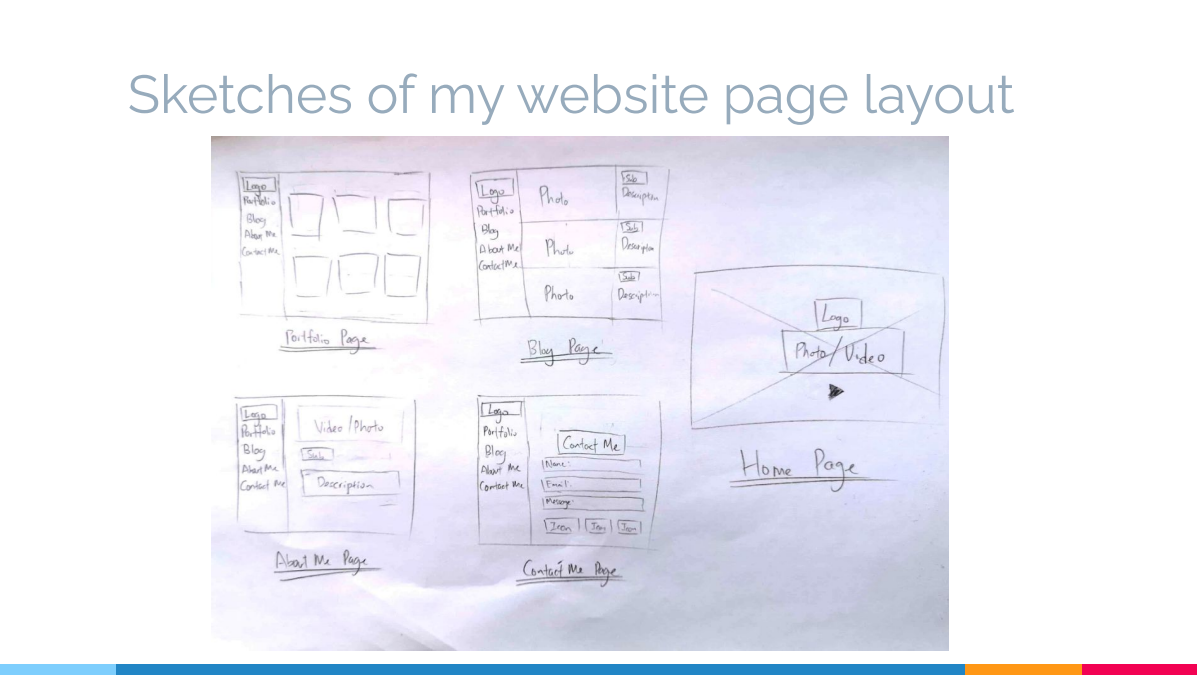 Sketches of my website page layout
Logo
Portfolio
Blog
About Me
Contact Me
Portfolio Page
Logo
Portfolio
Blog
About Me
Contact Me
Photo
Sub
Description
Photo
Sub
Description
Photo
Sub
Description
Blog Page
Logo
Photo/Video
Home Page
Logo
Portfolio
Blog
About Me
Contact Me
Video/Photo
Sub
Description
About Me Page
Logo
Portfolio
Blog
About Me
Contact Me
Contact Me
Name:
Email:
Message:
Icon Icon Icon
Contact Me Page